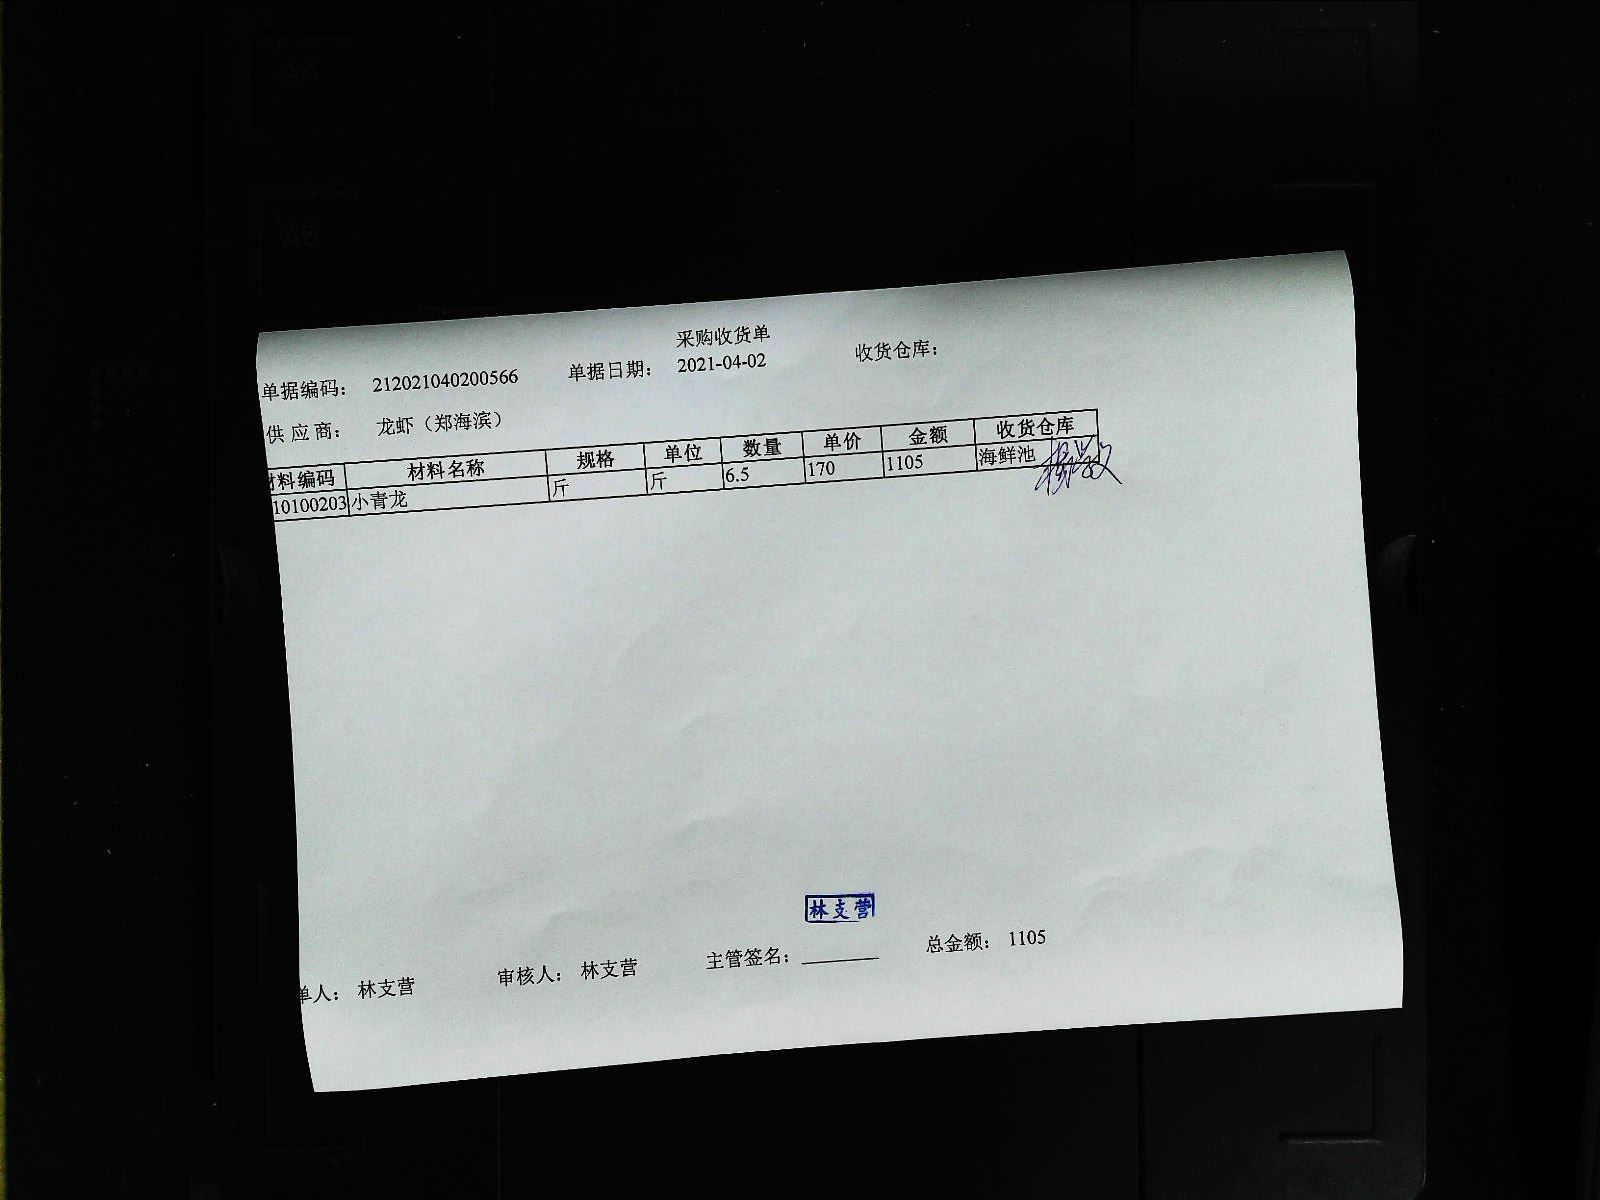 采购收货单
单据编码： 212021040200566 单据日期： 2021-04-02 收货仓库：
供应商： 龙虾（郑海滨）
材料编码 材料名称 规格 单位 数量 单价 金额 收货仓库
10100203 小青龙 斤 斤 6.5 170 1105 海鲜池
林支营
单人： 林支营 审核人： 林支营 主管签名： 总金额： 1105